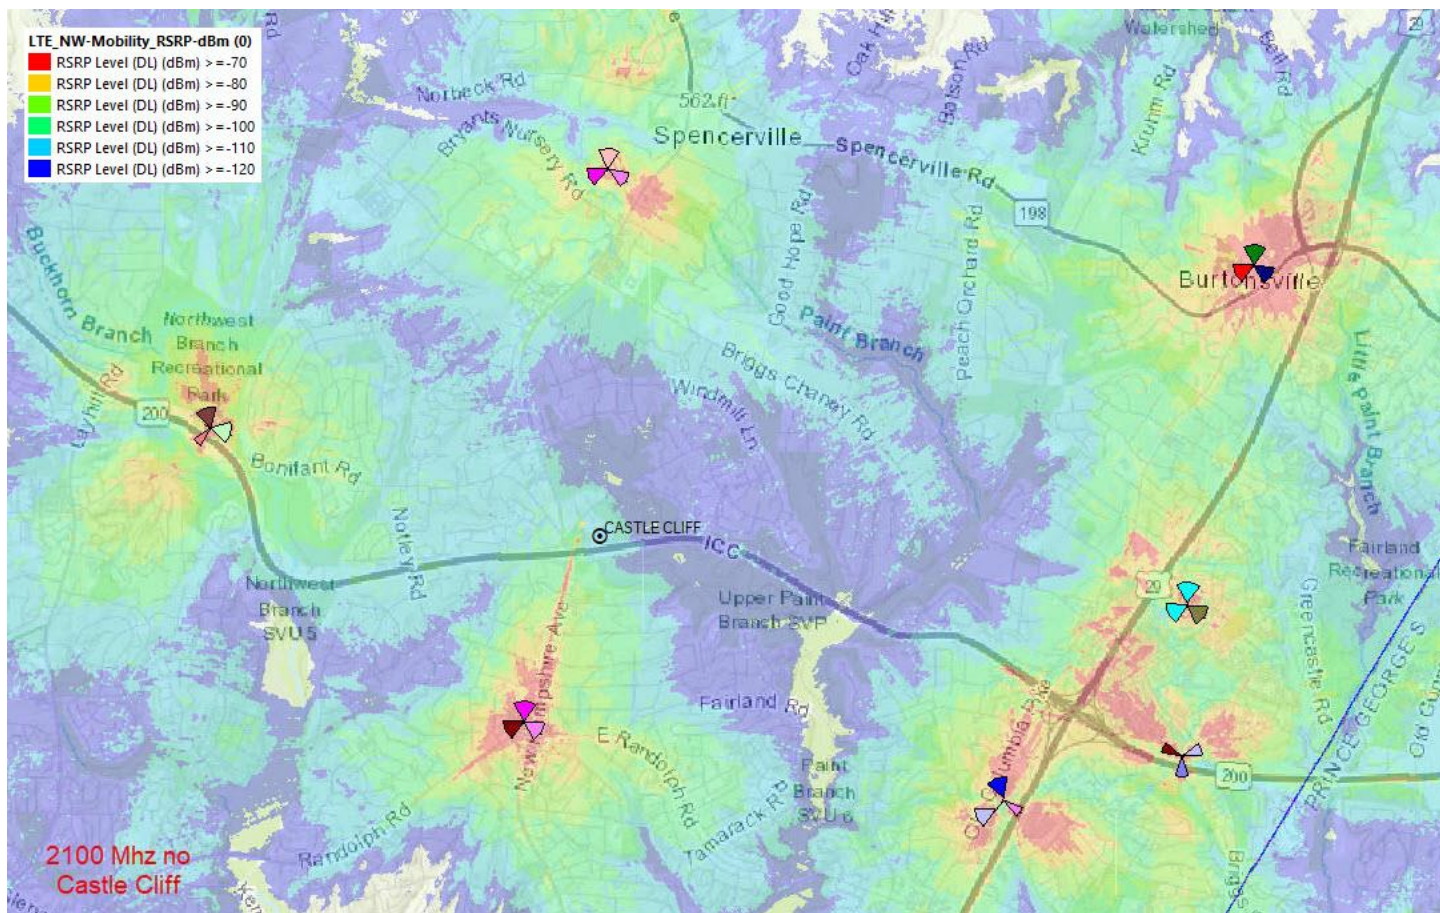 LTE_NW-Mobility_RSRP-dBm (0)
RSRP Level (DL) (dBm) >=-70
RSRP Level (DL) (dBm) >=-80
RSRP Level (DL) (dBm) >=-90
RSRP Level (DL) (dBm) >=-100
RSRP Level (DL) (dBm) >=-110
RSRP Level (DL) (dBm) >=-120
Rd
Oak
Batson Rd
Watershed
Bell Rd
29
Norbeck Rd
562 ft
Kruhm Rd
Bryants Nursery Rd
Spencerville
Spencerville Rd
198
Good Hope Rd
Peach Orchard Rd
Burtonsville
Buckhorn Branch
Northwest
Branch
Recreational
Park
Paint Branch
Little Paint Branch
Briggs Chaney Rd
Windmill Ln
Layhill Rd
200
Bonifant Rd
Notley Rd
CASTLE CLIFF
ICC
Fairland
Recreational
Park
Northwest
Branch
SVU 5
Upper Paint
Branch SVP
29
Greencastle Rd
New Hampshire Ave
Fairland Rd
E Randolph Rd
Columbia Pike
PRINCE GEORGE'S
Paint
Branch
SVU 6
200
Randolph Rd
Tamarack Rd
2100 Mhz no
Castle Cliff